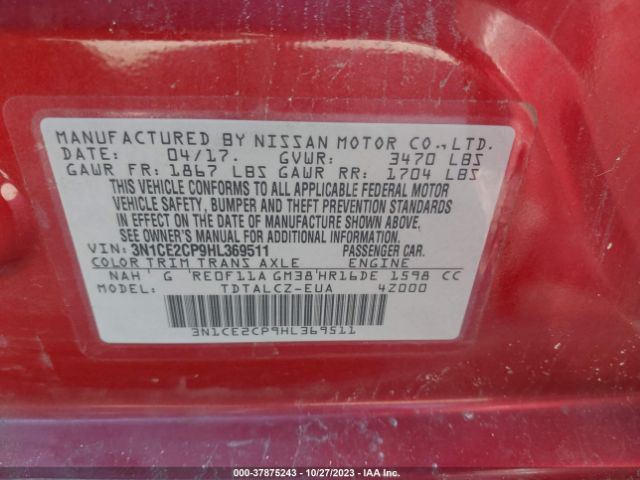 MANUFACTURED BY NISSAN MOTOR CO.,LTD.
DATE: 04/17. GVWR: 3470 LBS
GAWR FR: 1867 LBS GAWR RR: 1704 LBS
THIS VEHICLE CONFORMS TO ALL APPLICABLE FEDERAL MOTOR
VEHICLE SAFETY, BUMPER AND THEFT PREVENTION STANDARDS
IN EFFECT ON THE DATE OF MANUFACTURE SHOWN ABOVE.
SEE OWNER'S MANUAL FOR ADDITIONAL INFORMATION
VIN: 3N1CE2CP9HL369511 PASSENGER CAR.
COLOR TRIM TRANS AXLE ENGINE
NAH ' G 'RE0F11A GM38'HR16DE 1598 CC
MODEL: TDTALCZ-EUA 4Z000
3N1CE2CP9HL369511
000-37875243 | 10/27/2023 | IAA Inc.